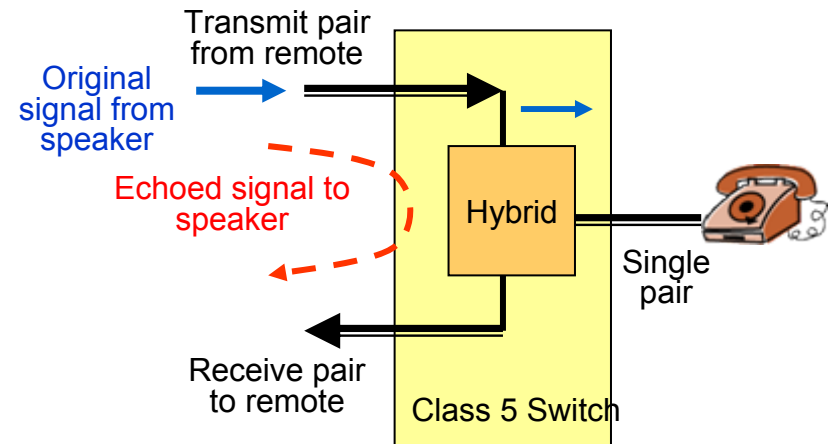 Transmit pair
from remote
Original
signal from
speaker
Echoed signal to
speaker
Hybrid
Single
pair
Receive pair
to remote
Class 5 Switch